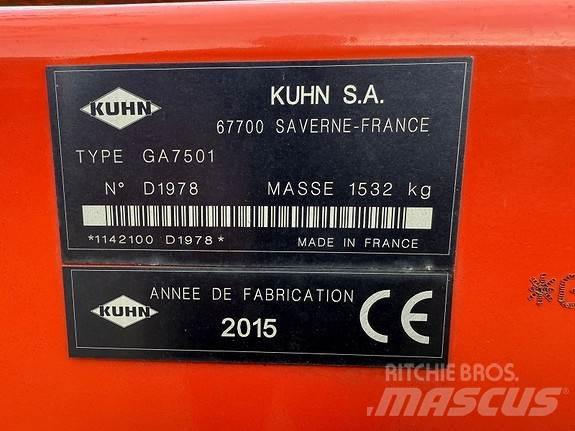 KUHN
KUHN S.A.
67700 SAVERNE-FRANCE
TYPE GA7501
N° D1978 MASSE 1532 kg
*1142100 D1978* MADE IN FRANCE
KUHN
ANNEE DE FABRICATION
2015
CE
*G
RITCHIE BROS.
MASCUS